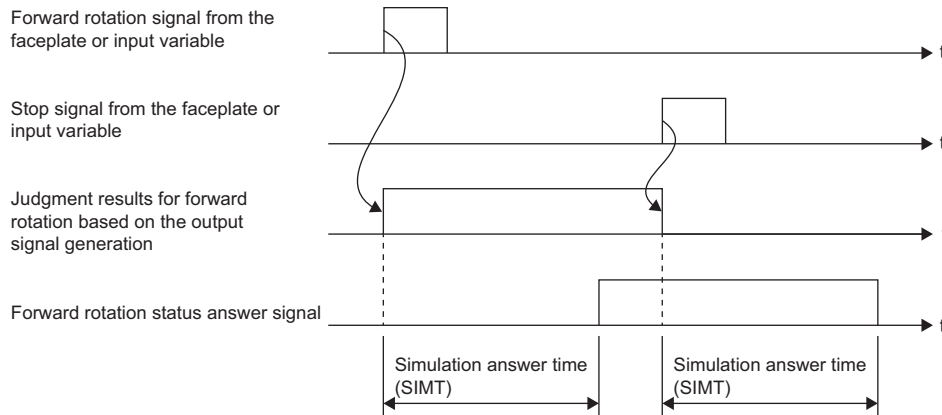 Forward rotation signal from the
faceplate or input variable
t
Stop signal from the faceplate or
input variable
t
Judgment results for forward
rotation based on the output
signal generation
Forward rotation status answer signal
t
Simulation answer time
(SIMT)
Simulation answer time
(SIMT)